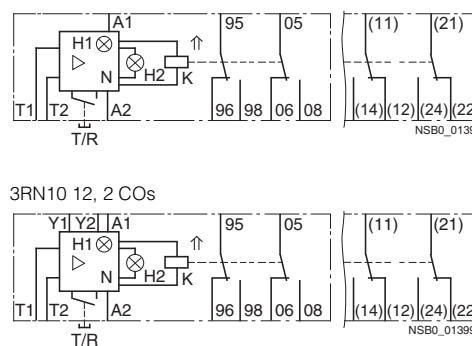 A1 95 05 (11) (21)
H1 ⇑
N H2 K
T1 T2 A2 96 98 06 08 (14) (12) (24) (22
T/R NSB0_0139
3RN10 12, 2 COs
Y1 Y2 A1 95 05 (11) (21)
H1 ⇑
N H2 K
T1 T2 A2 96 98 06 08 (14) (12) (24) (22
T/R NSB0_01399